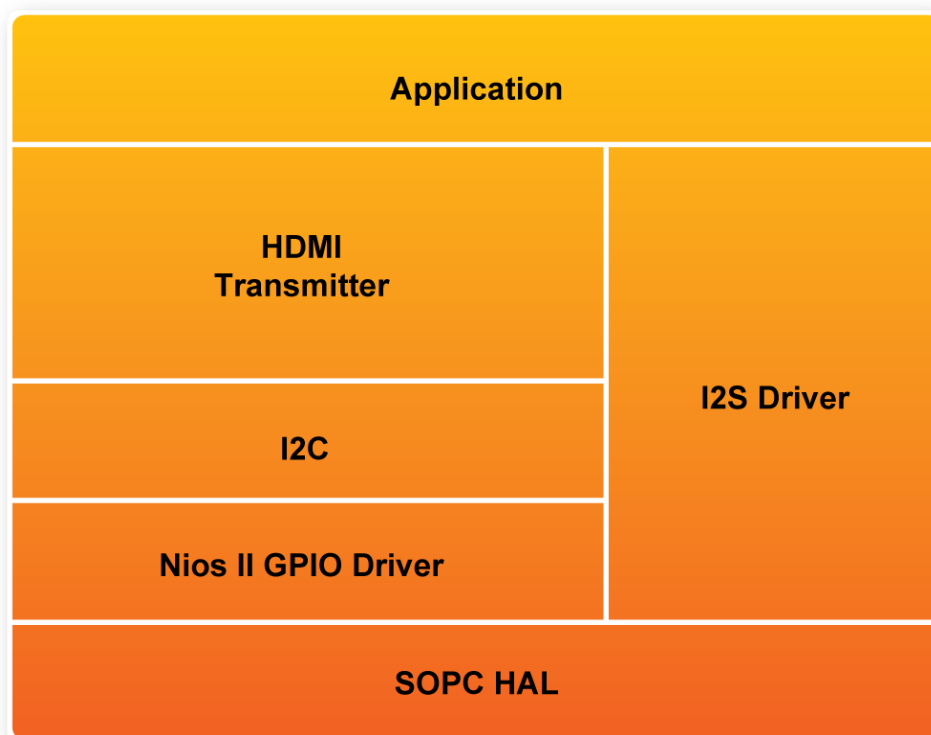 Application
HDMI
Transmitter
I2S Driver
I2C
Nios II GPIO Driver
SOPC HAL